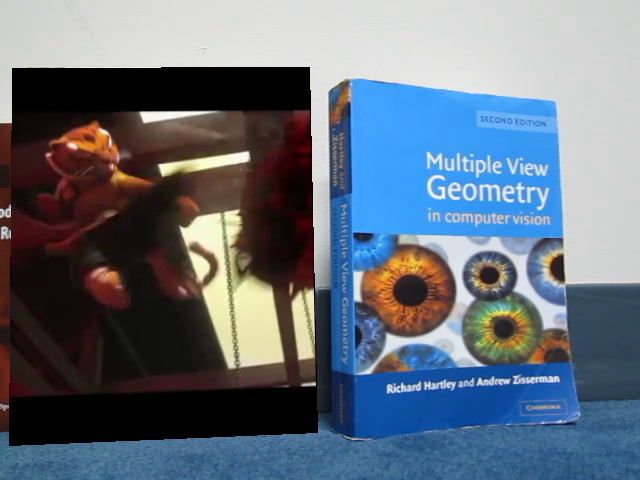 SECOND EDITION
Multiple View
Geometry
in computer vision
Richard Hartley and Andrew Zisserman
CAMBRIDGE
Hartley and
Zisserman
Multiple View Geometry